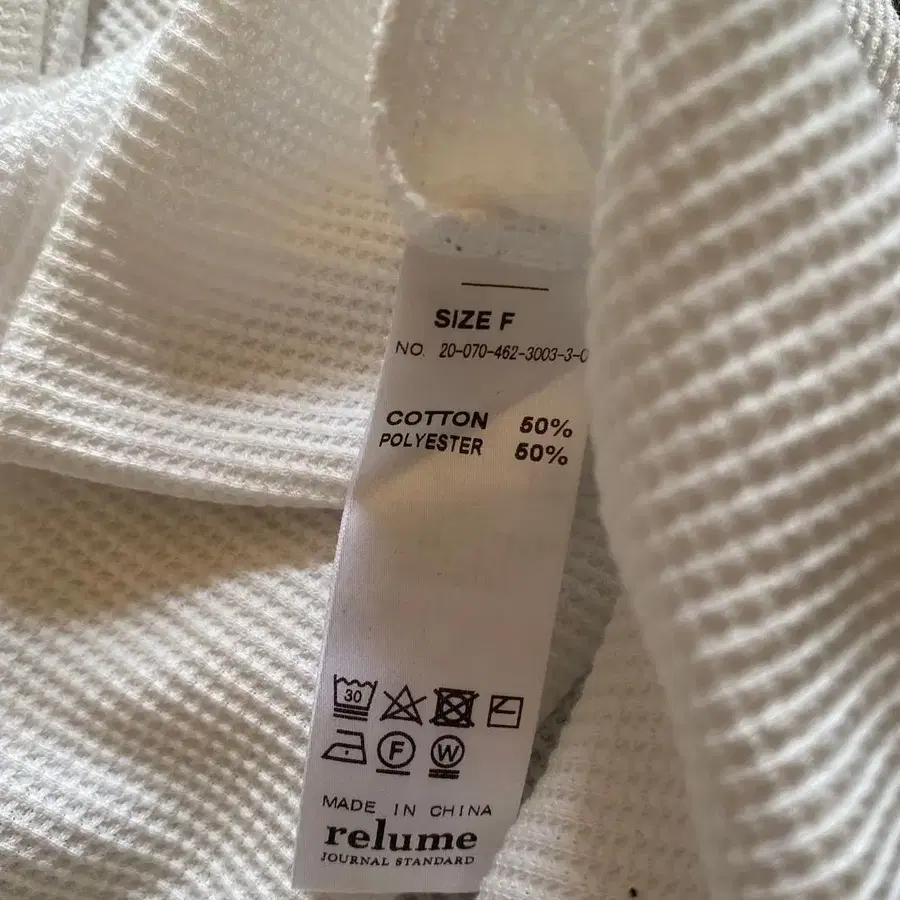 SIZE F
NO. 20-070-462-3003-3-0
COTTON 50%
POLYESTER 50%
30
F W
MADE IN CHINA
relume
JOURNAL STANDARD